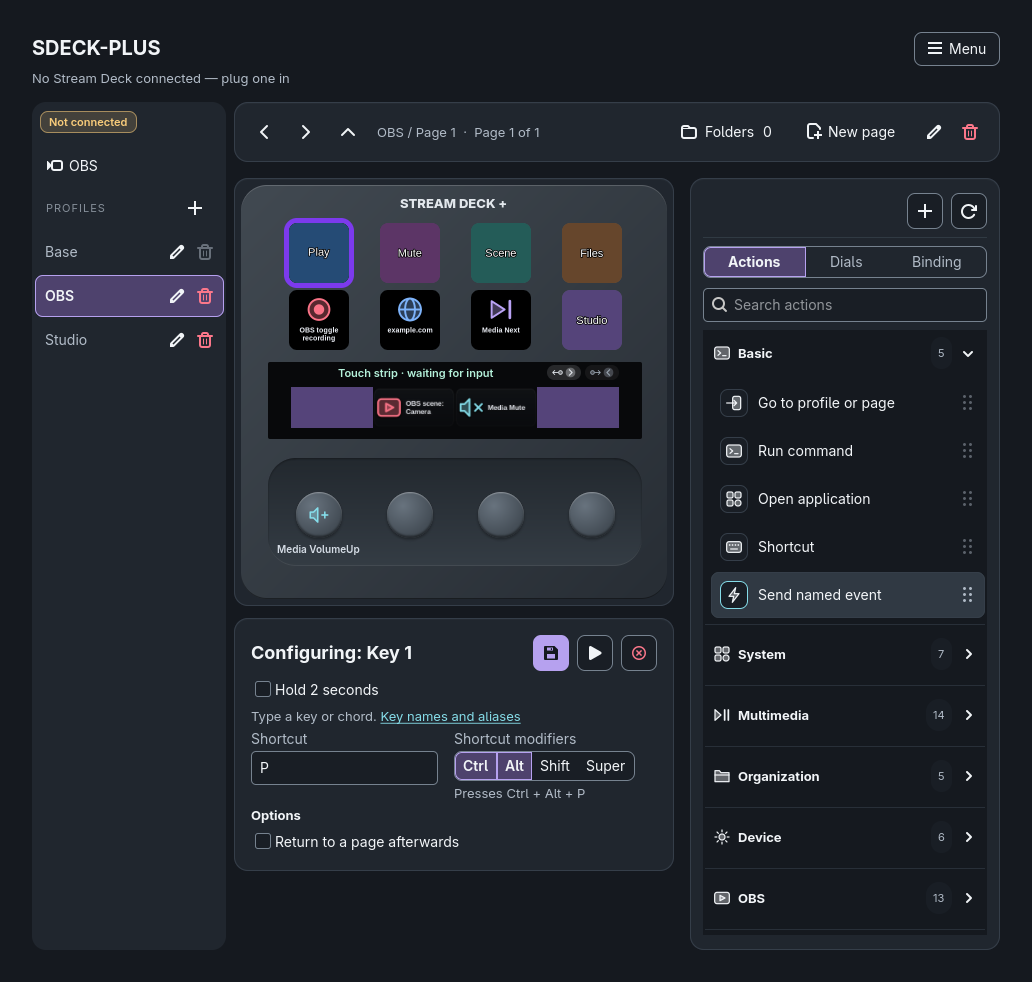 SDECK-PLUS
Menu
No Stream Deck connected — plug one in
Not connected
OBS
PROFILES
Base
OBS
Studio
OBS / Page 1 · Page 1 of 1
Folders 0
New page
STREAM DECK +
Play
Mute
Scene
Files
OBS toggle
recording
example.com
Media Next
Studio
Touch strip · waiting for input
OBS scene:
Camera
Media Mute
Media VolumeUp
Configuring: Key 1
Hold 2 seconds
Type a key or chord. Key names and aliases
Shortcut
P
Shortcut modifiers
Ctrl Alt Shift Super
Presses Ctrl + Alt + P
Options
Return to a page afterwards
Actions Dials Binding
Search actions
Basic 5
Go to profile or page
Run command
Open application
Shortcut
Send named event
System 7
Multimedia 14
Organization 5
Device 6
OBS 13